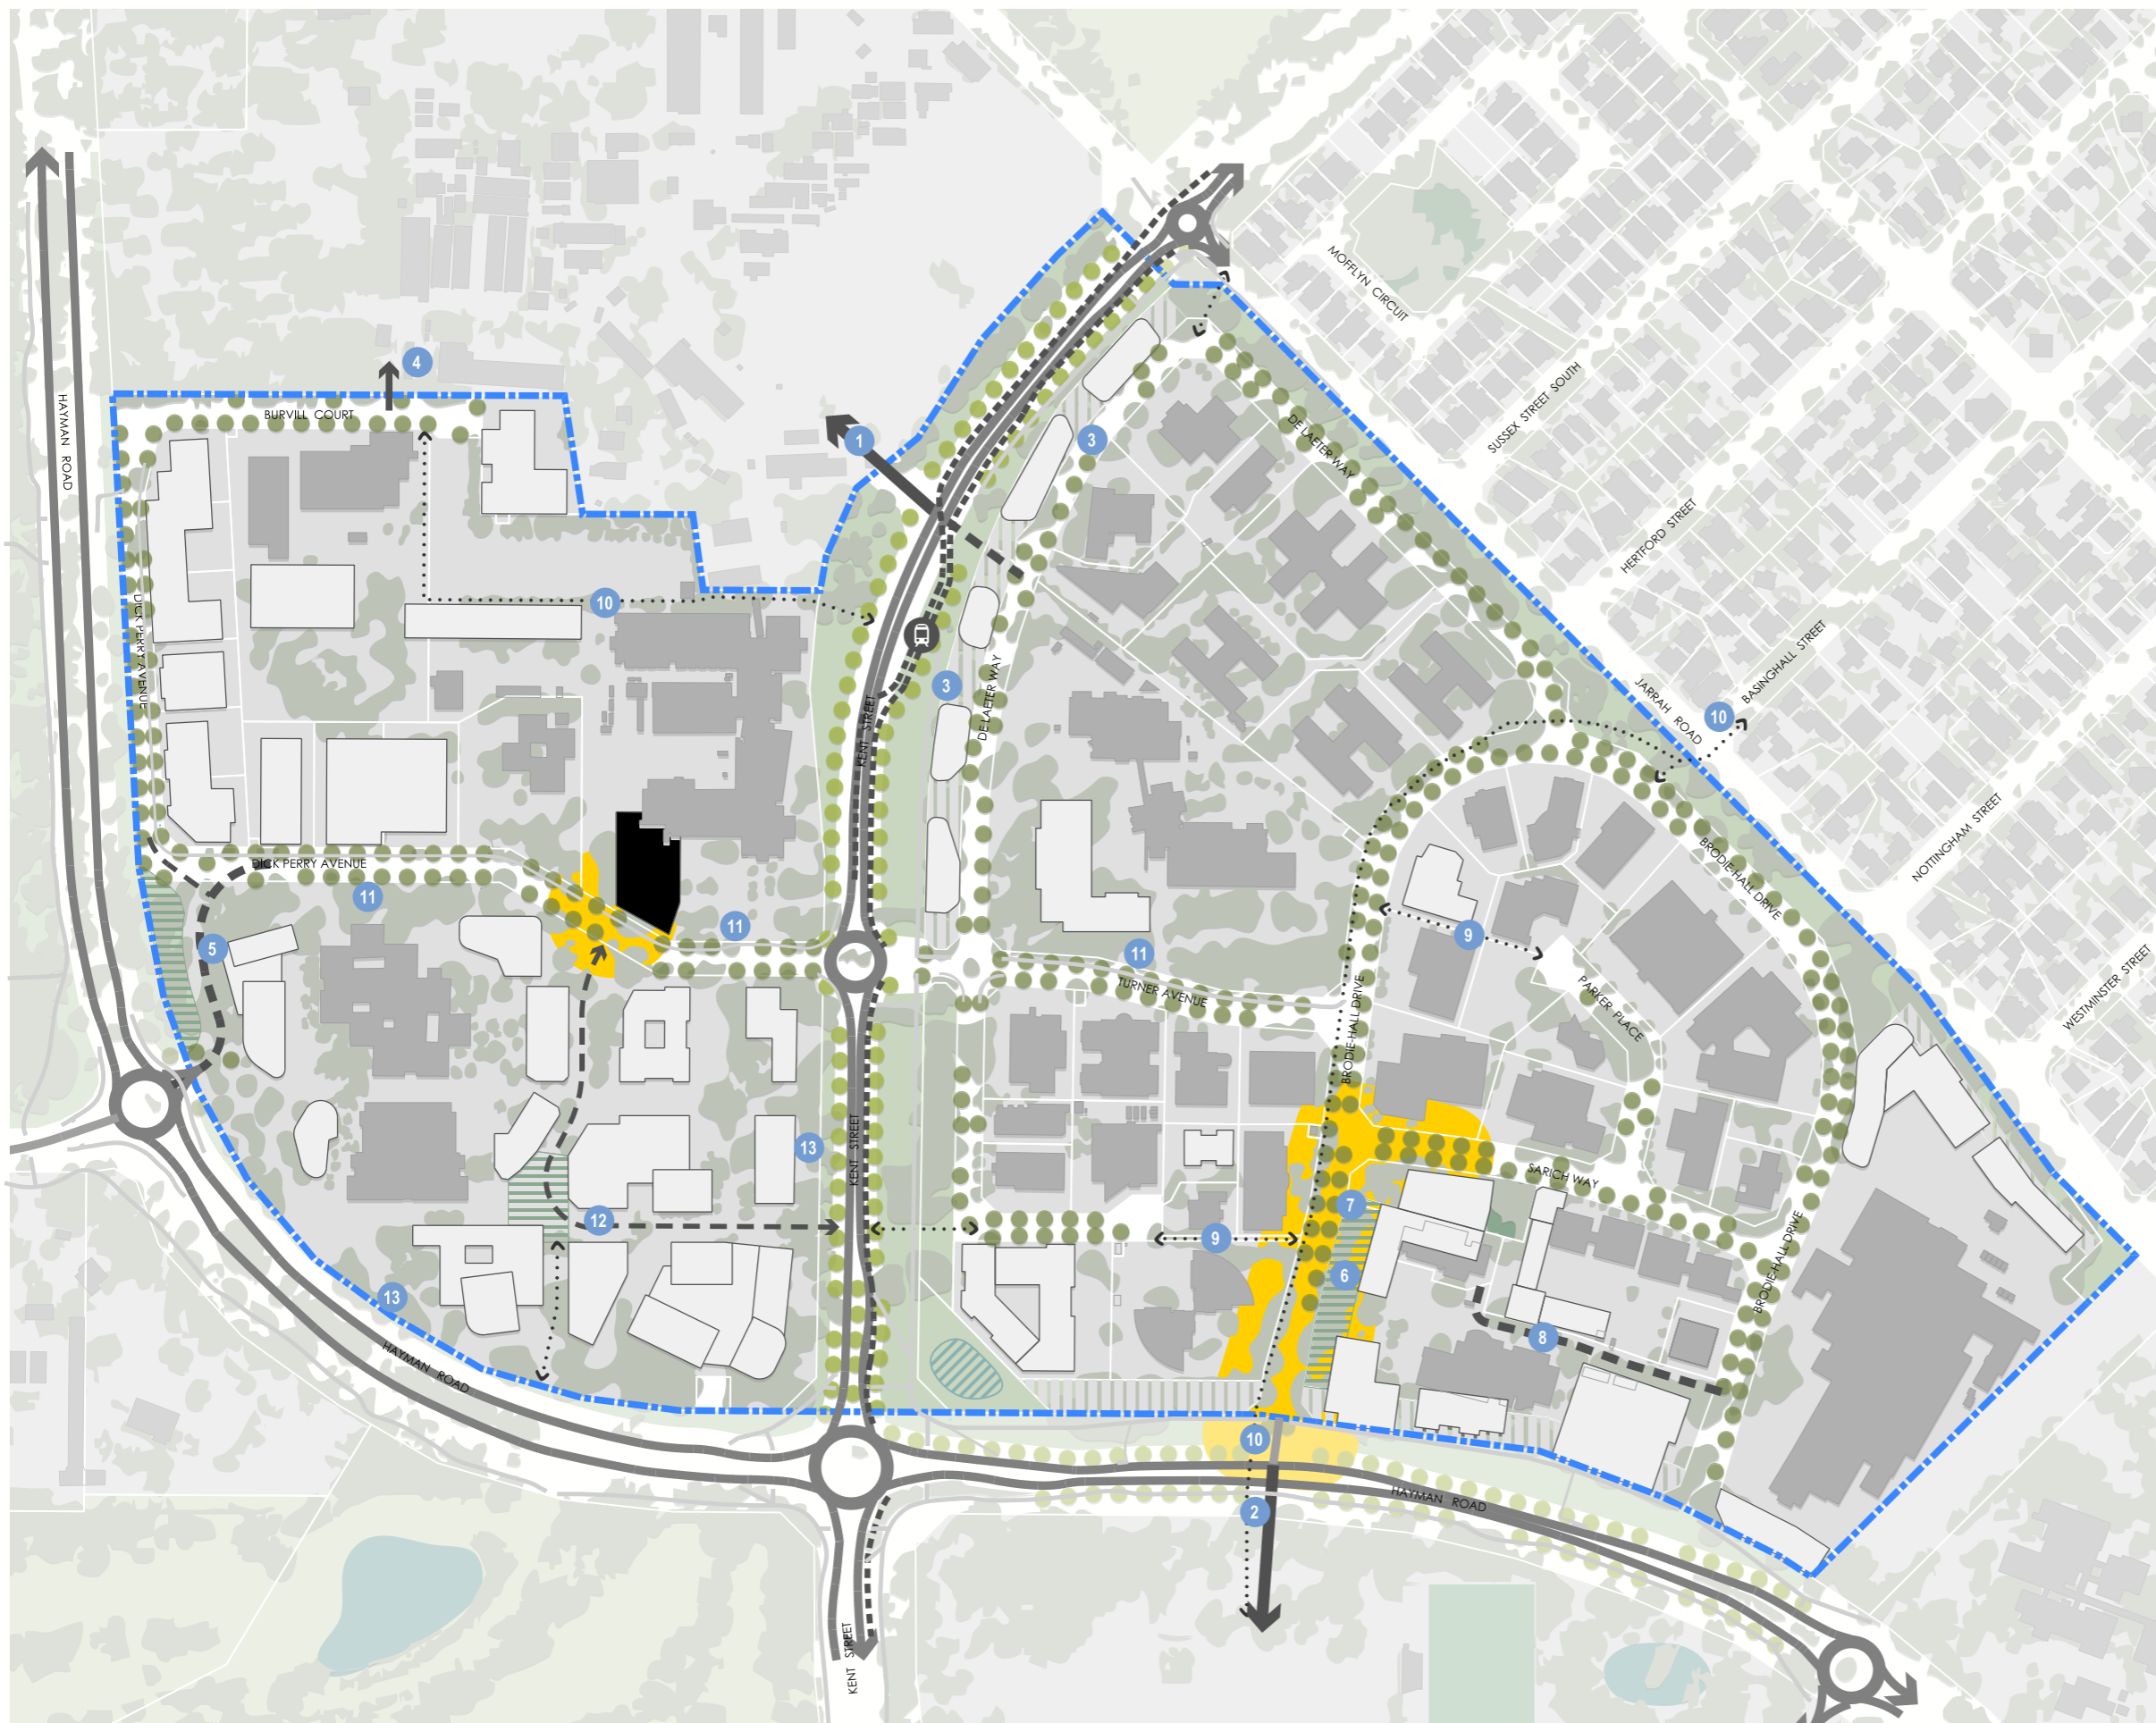 MOFFLYN CIRCUIT
4
HAYMAN ROAD
BURVILL COURT
SUSSEX STREET SOUTH
1
3
DE LAETER WAY
HERTFORD STREET
10
DICK PERRY AVENUE
BASINGHALL STREET
3
DE LAETER WAY
KENT STREET
JARRAH ROAD
10
NOTTINGHAM STREET
DICK PERRY AVENUE
BRODIE-HALL DRIVE
11
11
9
5
11
WESTMINSTER STREET
TURNER AVENUE
PARKER PLACE
BRODIE-HALL DRIVE
13
KENT STREET
SARICH WAY
7
12
9
BRODIE-HALL DRIVE
6
13
8
HAYMAN ROAD
10
HAYMAN ROAD
2
KENT STREET